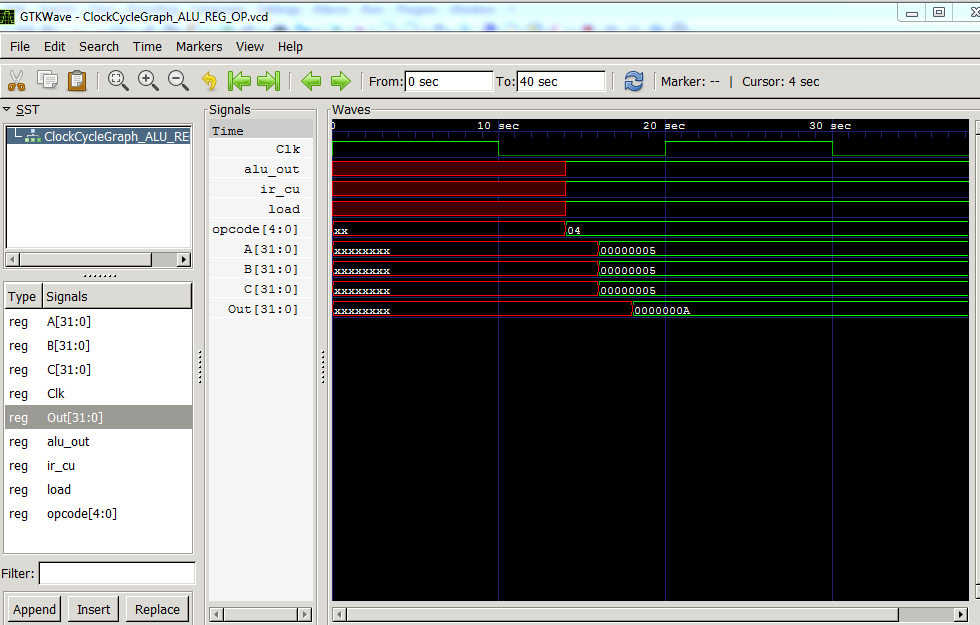 GTKWave - ClockCycleGraph_ALU_REG_OP.vcd
File Edit Search Time Markers View Help
From: 0 sec To: 40 sec Marker: -- | Cursor: 4 sec
SST
ClockCycleGraph_ALU_RE
Type Signals
reg A[31:0]
reg B[31:0]
reg C[31:0]
reg Clk
reg Out[31:0]
reg alu_out
reg ir_cu
reg load
reg opcode[4:0]
Filter:
Append Insert Replace
Signals
Time
Clk
alu_out
ir_cu
load
opcode[4:0]
A[31:0]
B[31:0]
C[31:0]
Out[31:0]
Waves
0 10 sec 20 sec 30 sec
xx 04
xxxxxxxx 00000005
xxxxxxxx 00000005
xxxxxxxx 00000005
xxxxxxxx 0000000A